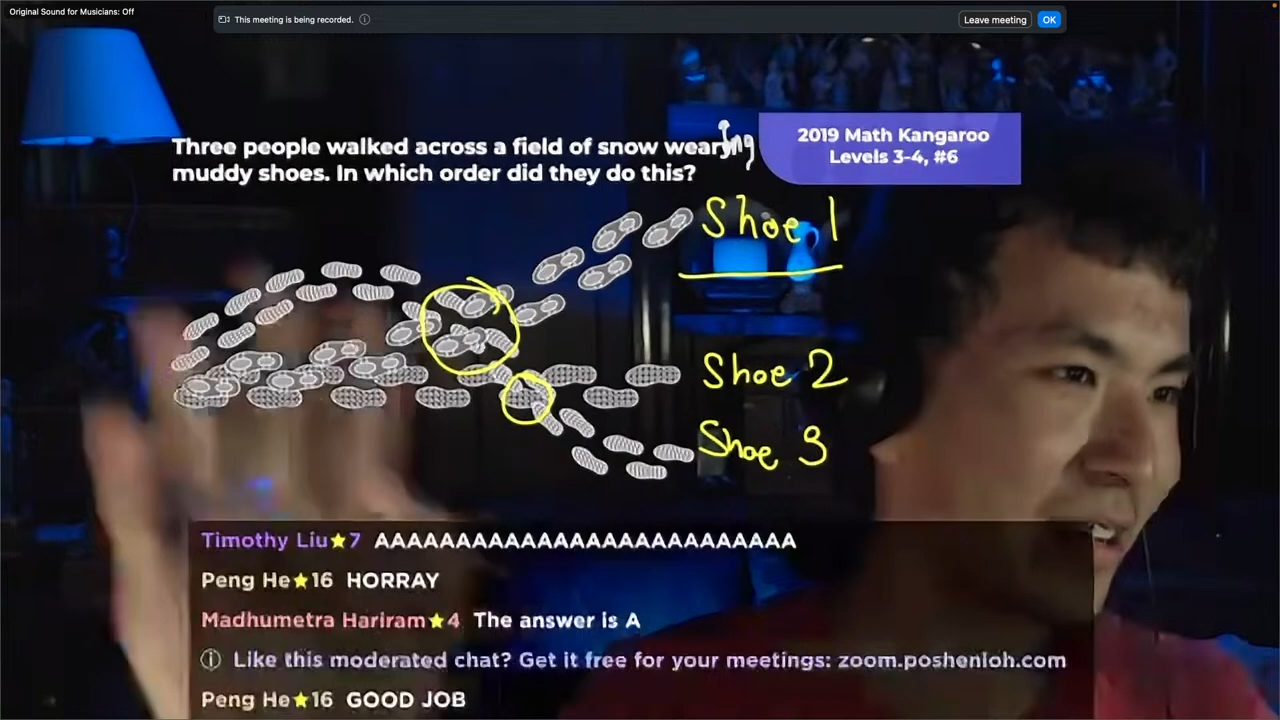 Original Sound for Musicians: Off
This meeting is being recorded.
Leave meeting
OK
Three people walked across a field of snow wearing
muddy shoes. In which order did they do this?
2019 Math Kangaroo
Levels 3-4, #6
Shoe 1
Shoe 2
Shoe 3
Timothy Liu★7 AAAAAAAAAAAAAAAAAAAAAAAAAA
Peng He★16 HORRAY
Madhumetra Hariram★4 The answer is A
Like this moderated chat? Get it free for your meetings: zoom.poshenloh.com
Peng He★16 GOOD JOB